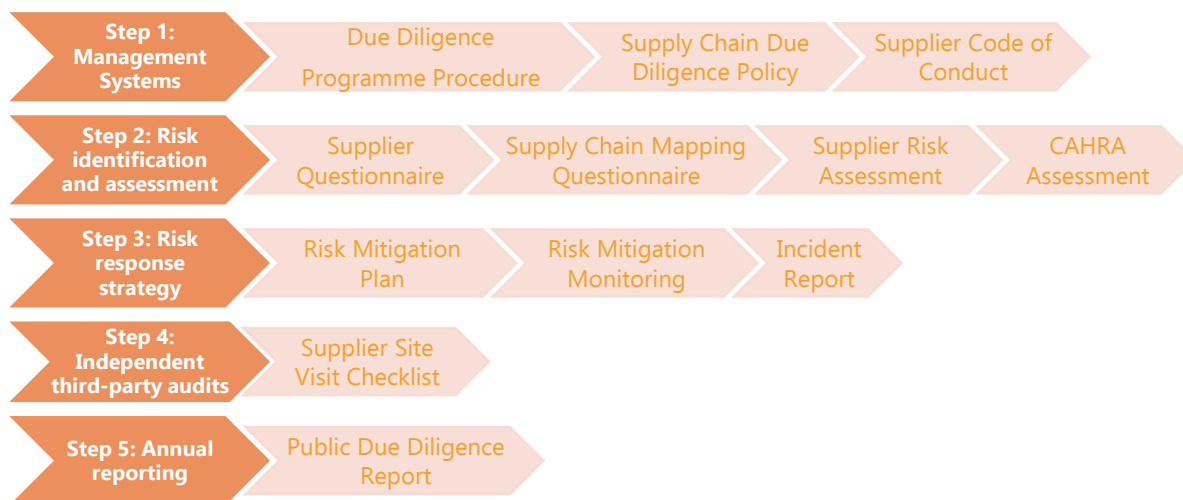 Step 1:
Management
Systems
Due Diligence
Programme Procedure
Supply Chain Due
Diligence Policy
Supplier Code of
Conduct
Step 2: Risk
identification
and assessment
Supplier
Questionnaire
Supply Chain Mapping
Questionnaire
Supplier Risk
Assessment
CAHRA
Assessment
Step 3: Risk
response
strategy
Risk Mitigation
Plan
Risk Mitigation
Monitoring
Incident
Report
Step 4:
Independent
third-party audits
Supplier Site
Visit Checklist
Step 5: Annual
reporting
Public Due Diligence
Report